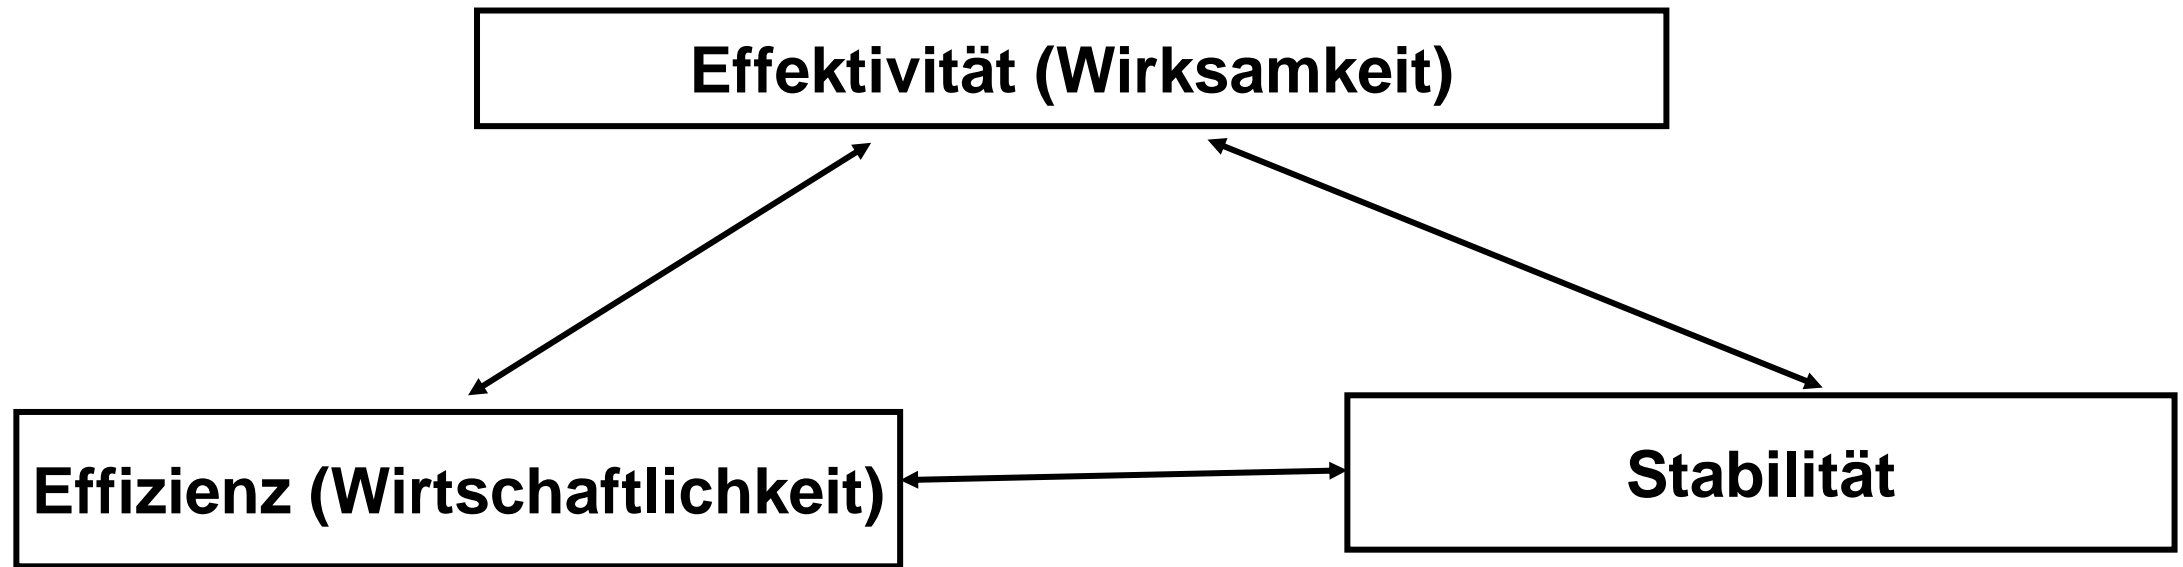 Effektivität (Wirksamkeit)
Effizienz (Wirtschaftlichkeit)
Stabilität